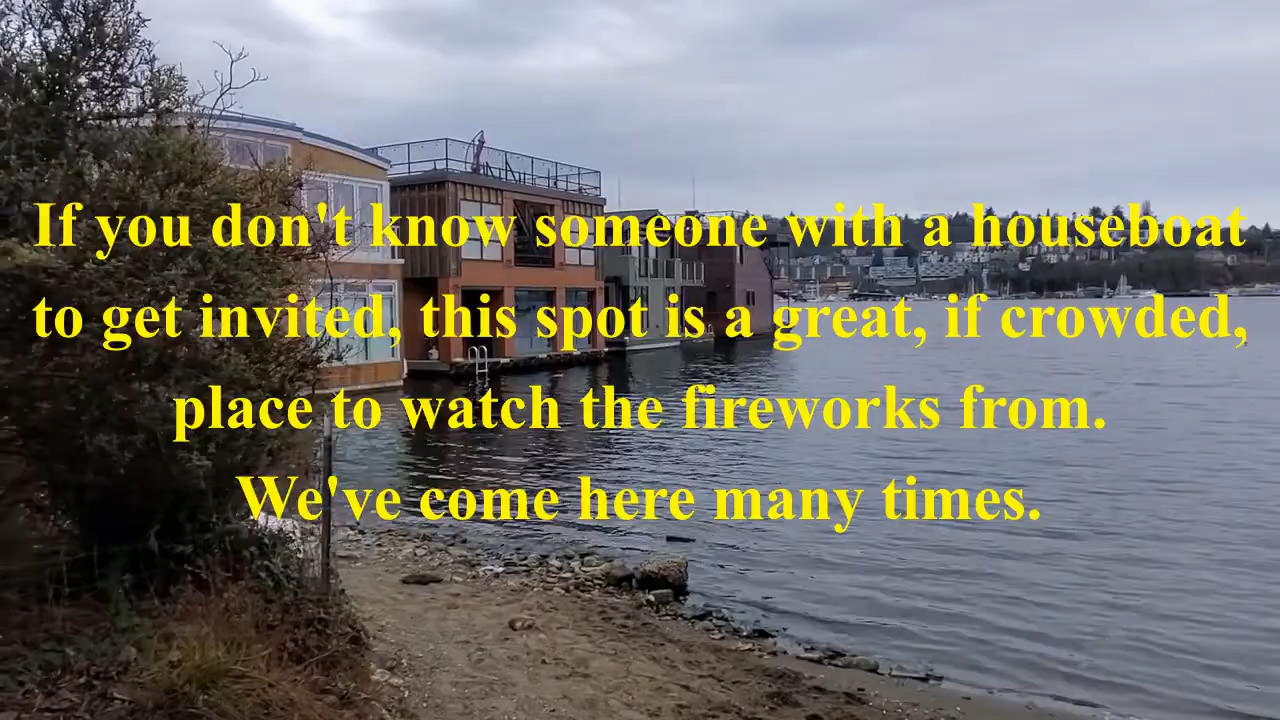 If you don't know someone with a houseboat
to get invited, this spot is a great, if crowded,
place to watch the fireworks from.
We've come here many times.